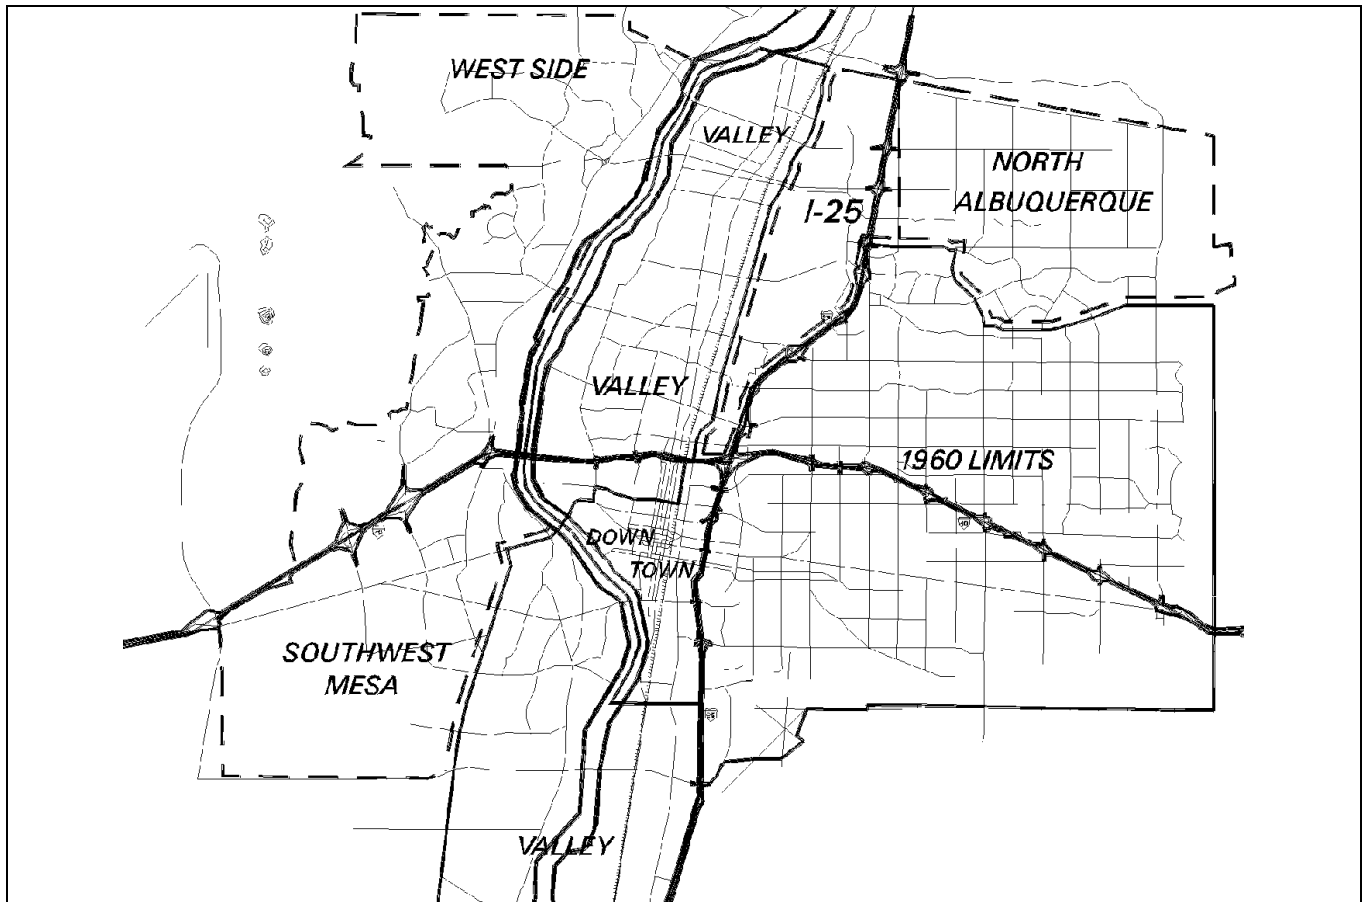 WEST SIDE
VALLEY
NORTH
ALBUQUERQUE
I-25
VALLEY
1960 LIMITS
DOWN
TOWN
SOUTHWEST
MESA
VALLEY